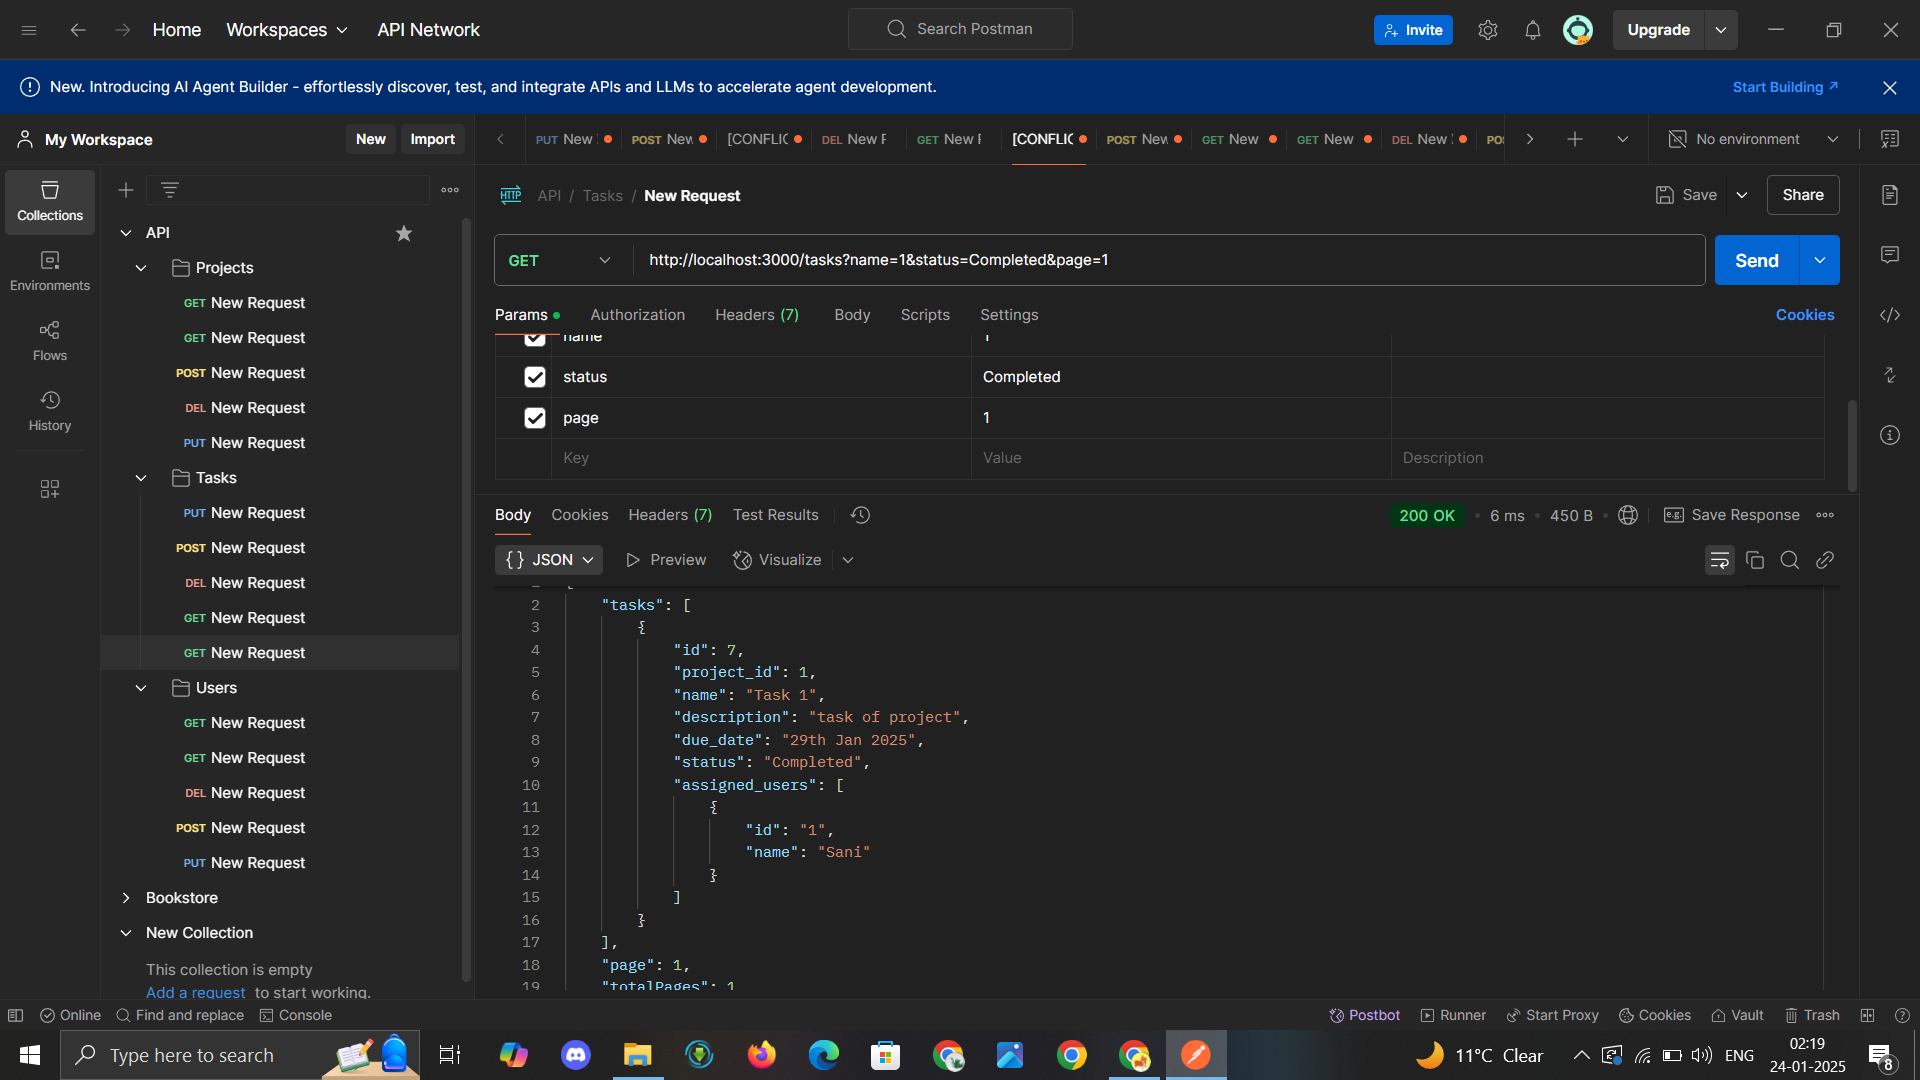 Home
Workspaces
API Network
Search Postman
Invite
Upgrade
New. Introducing AI Agent Builder - effortlessly discover, test, and integrate APIs and LLMs to accelerate agent development.
Start Building
My Workspace
New
Import
PUT New
POST New
[CONFLIC
DEL New F
GET New F
[CONFLIC
POST New
GET New
GET New
DEL New
No environment
Collections
Environments
Flows
History
API
Projects
GET New Request
GET New Request
POST New Request
DEL New Request
PUT New Request
Tasks
PUT New Request
POST New Request
DEL New Request
GET New Request
GET New Request
Users
GET New Request
GET New Request
DEL New Request
POST New Request
PUT New Request
Bookstore
New Collection
This collection is empty
Add a request to start working.
HTTP API / Tasks / New Request
Save
Share
GET
http://localhost:3000/tasks?name=1&status=Completed&page=1
Send
Params
Authorization
Headers (7)
Body
Scripts
Settings
Cookies
name 1
status Completed
page 1
Key Value Description
Body
Cookies
Headers (7)
Test Results
200 OK
6 ms
450 B
e.g. Save Response
{} JSON
Preview
Visualize
2 "tasks": [
3 {
4 "id": 7,
5 "project_id": 1,
6 "name": "Task 1",
7 "description": "task of project",
8 "due_date": "29th Jan 2025",
9 "status": "Completed",
10 "assigned_users": [
11 {
12 "id": "1",
13 "name": "Sani"
14 }
15 ]
16 }
17 ],
18 "page": 1,
19 "totalPages": 1
Online
Find and replace
Console
Postbot
Runner
Start Proxy
Cookies
Vault
Trash
Type here to search
11°C Clear
ENG
02:19
24-01-2025
8